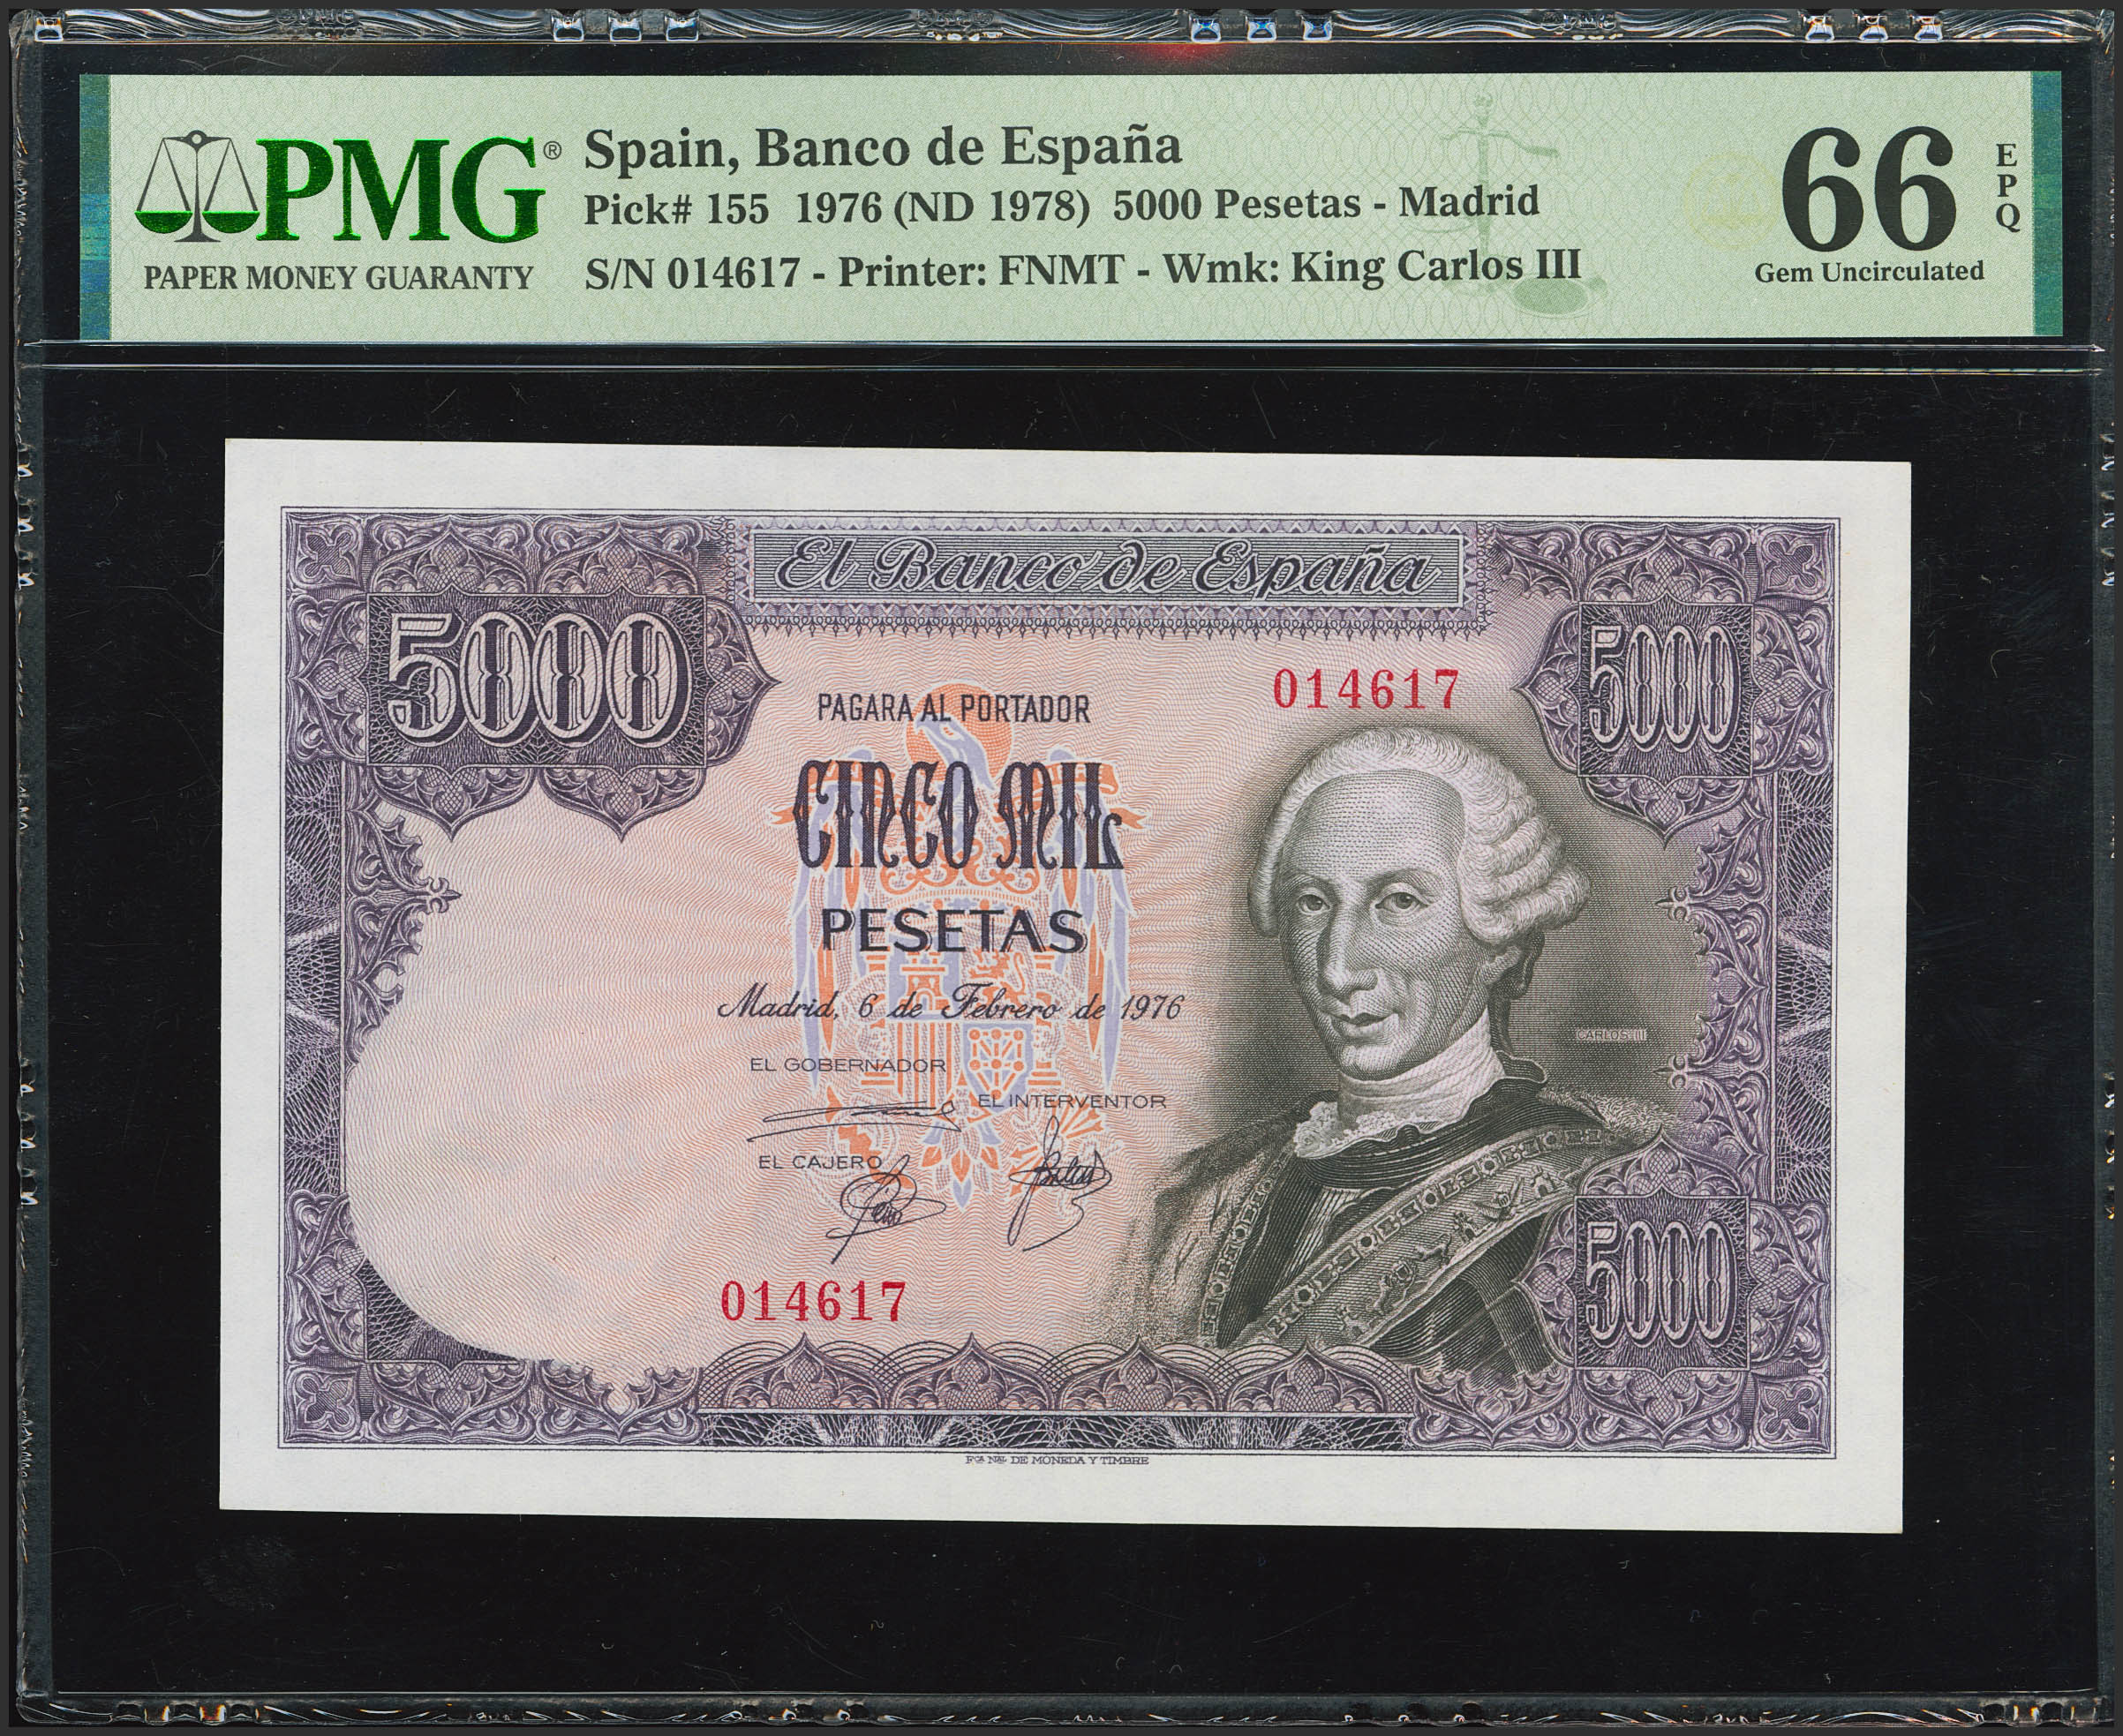 PMG®
PAPER MONEY GUARANTY
Spain, Banco de España
Pick# 155 1976 (ND 1978) 5000 Pesetas - Madrid
S/N 014617 - Printer: FNMT - Wmk: King Carlos III
66
EPQ
Gem Uncirculated
El Banco de España
5000
5000
014617
PAGARA AL PORTADOR
CINCO MIL
PESETAS
Madrid, 6 de Febrero de 1976
CARLOS III
EL GOBERNADOR
EL INTERVENTOR
EL CAJERO
014617
5000
FCA NAL DE MONEDA Y TIMBRE